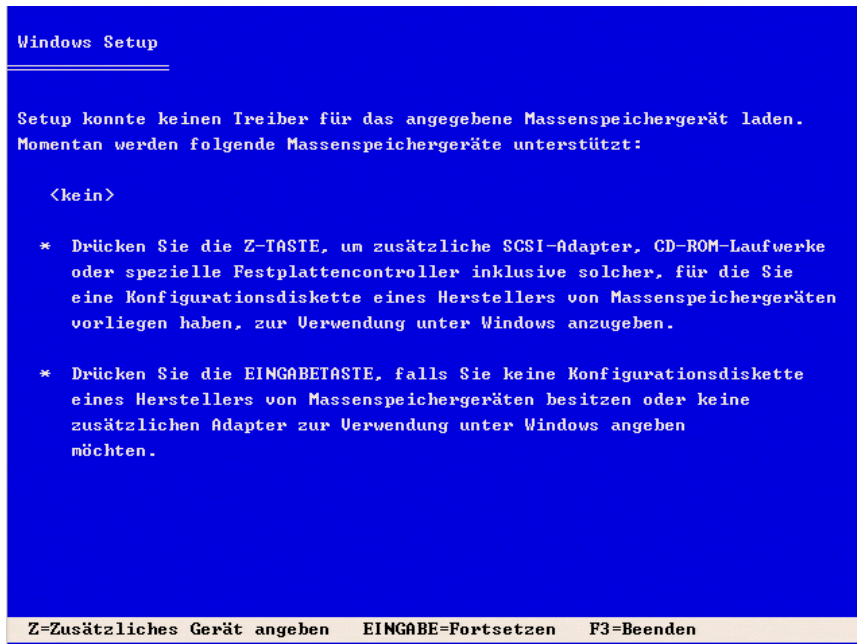 Windows Setup
Setup konnte keinen Treiber für das angegebene Massenspeichergerät laden.
Momentan werden folgende Massenspeichergeräte unterstützt:
<kein>
* Drücken Sie die Z-TASTE, um zusätzliche SCSI-Adapter, CD-ROM-Laufwerke
oder spezielle Festplattencontroller inklusive solcher, für die Sie
eine Konfigurationsdiskette eines Herstellers von Massenspeichergeräten
vorliegen haben, zur Verwendung unter Windows anzugeben.
* Drücken Sie die EINGABETASTE, falls Sie keine Konfigurationsdiskette
eines Herstellers von Massenspeichergeräten besitzen oder keine
zusätzlichen Adapter zur Verwendung unter Windows angeben
möchten.
Z=Zusätzliches Gerät angeben EINGABE=Fortsetzen F3=Beenden